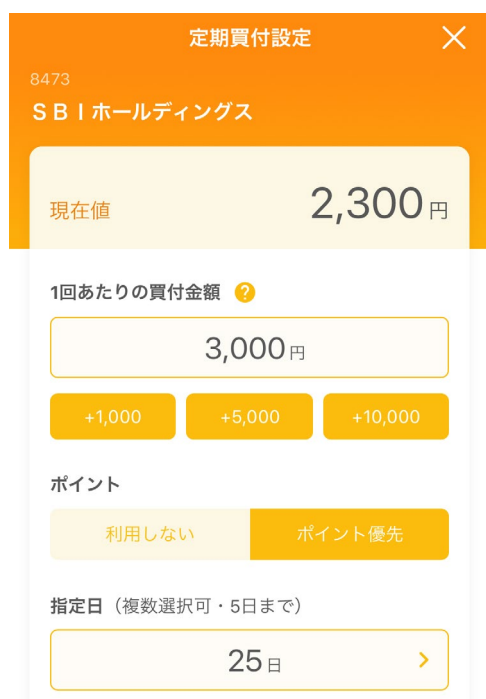 定期買付設定
8473
ＳＢＩホールディングス
現在値 2,300円
1回あたりの買付金額 ?
3,000円
+1,000 +5,000 +10,000
ポイント
利用しない ポイント優先
指定日（複数選択可・5日まで）
25日